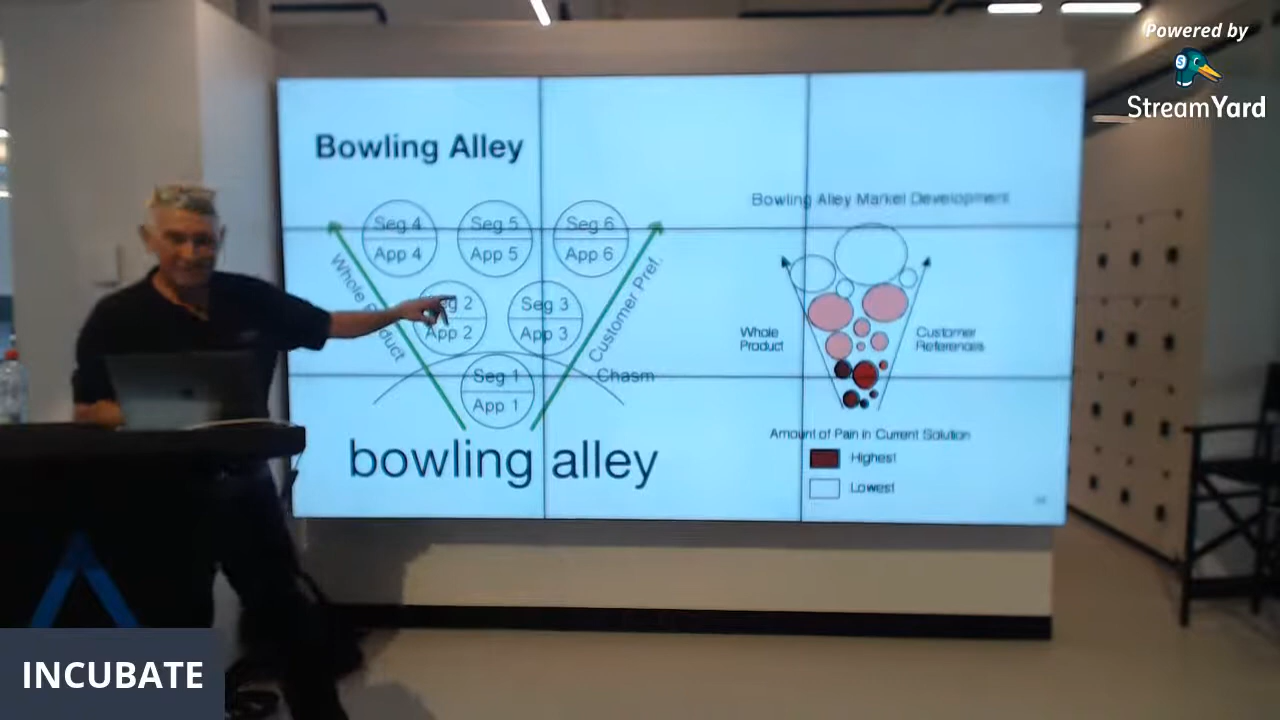 Powered by
StreamYard
Bowling Alley
Seg 4
App 4
Seg 5
App 5
Seg 6
App 6
Whole Product
Seg 2
App 2
Seg 3
App 3
Customer Pref.
Seg 1
App 1
Chasm
bowling alley
Bowling Alley Market Development
Whole
Product
Customer
References
Amount of Pain in Current Solution
Highest
Lowest
INCUBATE